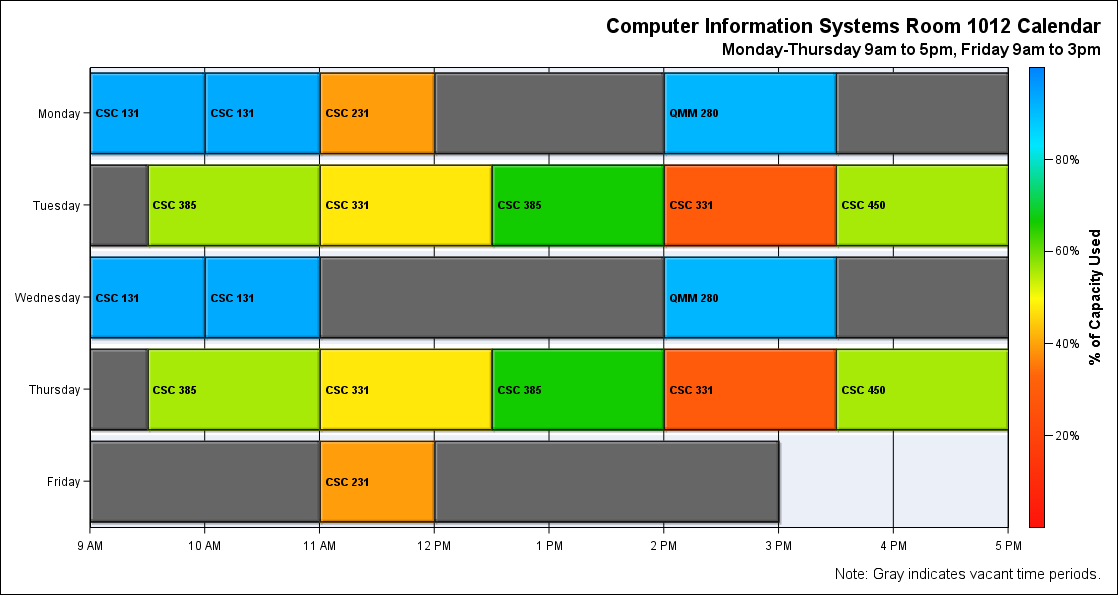 Computer Information Systems Room 1012 Calendar
Monday-Thursday 9am to 5pm, Friday 9am to 3pm
Monday
CSC 131
CSC 131
CSC 231
QMM 280
Tuesday
CSC 385
CSC 331
CSC 385
CSC 331
CSC 450
Wednesday
CSC 131
CSC 131
QMM 280
Thursday
CSC 385
CSC 331
CSC 385
CSC 331
CSC 450
Friday
CSC 231
9 AM
10 AM
11 AM
12 PM
1 PM
2 PM
3 PM
4 PM
5 PM
80%
60%
40%
20%
% of Capacity Used
Note: Gray indicates vacant time periods.